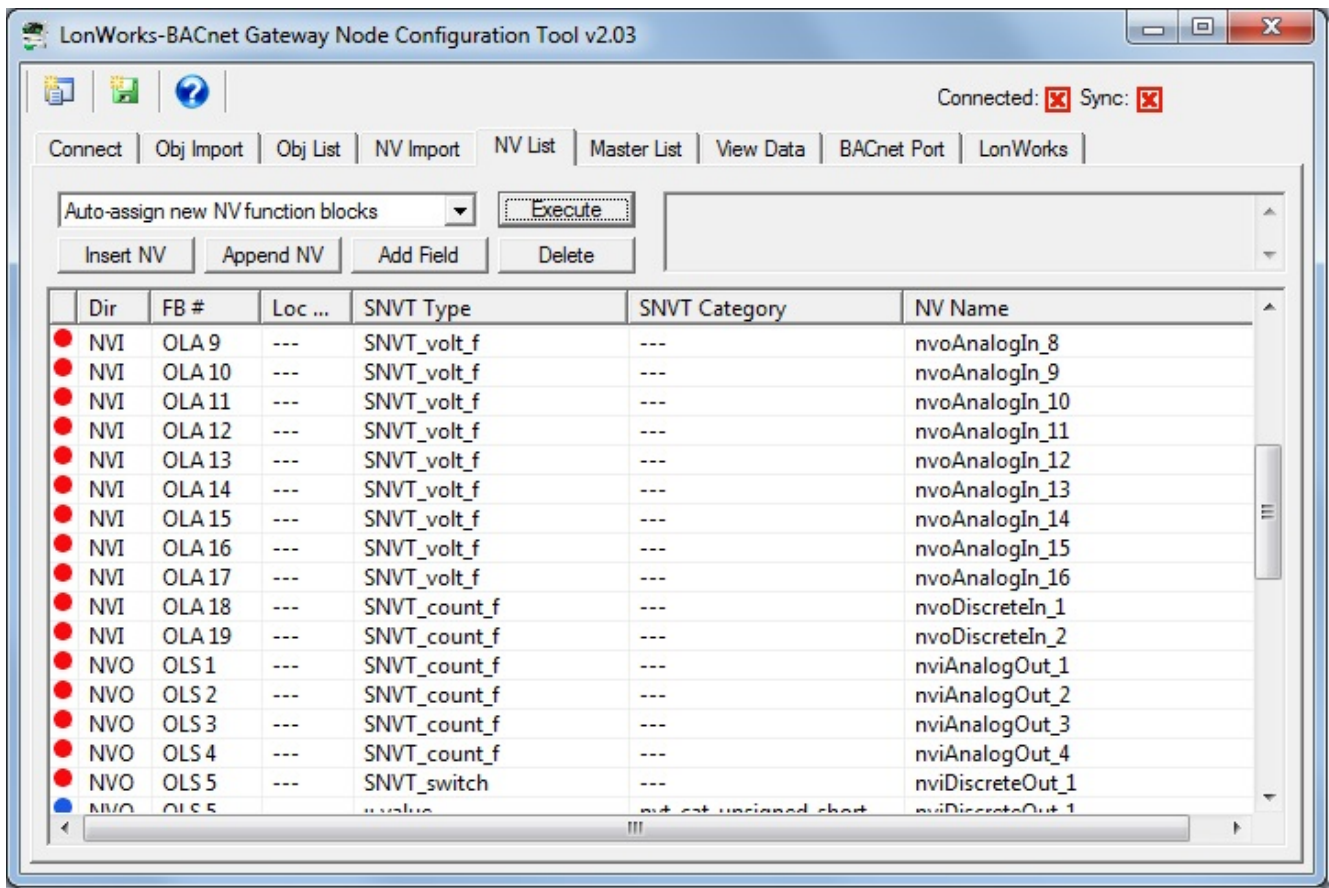 LonWorks-BACnet Gateway Node Configuration Tool v2.03
Connected: Sync:
Connect Obj Import Obj List NV Import NV List Master List View Data BACnet Port LonWorks
Auto-assign new NV function blocks Execute
Insert NV Append NV Add Field Delete
Dir FB # Loc ... SNVT Type SNVT Category NV Name
NVI OLA 9 --- SNVT_volt_f --- nvoAnalogIn_8
NVI OLA 10 --- SNVT_volt_f --- nvoAnalogIn_9
NVI OLA 11 --- SNVT_volt_f --- nvoAnalogIn_10
NVI OLA 12 --- SNVT_volt_f --- nvoAnalogIn_11
NVI OLA 13 --- SNVT_volt_f --- nvoAnalogIn_12
NVI OLA 14 --- SNVT_volt_f --- nvoAnalogIn_13
NVI OLA 15 --- SNVT_volt_f --- nvoAnalogIn_14
NVI OLA 16 --- SNVT_volt_f --- nvoAnalogIn_15
NVI OLA 17 --- SNVT_volt_f --- nvoAnalogIn_16
NVI OLA 18 --- SNVT_count_f --- nvoDiscreteIn_1
NVI OLA 19 --- SNVT_count_f --- nvoDiscreteIn_2
NVO OLS 1 --- SNVT_count_f --- nviAnalogOut_1
NVO OLS 2 --- SNVT_count_f --- nviAnalogOut_2
NVO OLS 3 --- SNVT_count_f --- nviAnalogOut_3
NVO OLS 4 --- SNVT_count_f --- nviAnalogOut_4
NVO OLS 5 --- SNVT_switch --- nviDiscreteOut_1
NVO OLS 5 nvt_cat_unsigned_short nviDiscreteOut_1